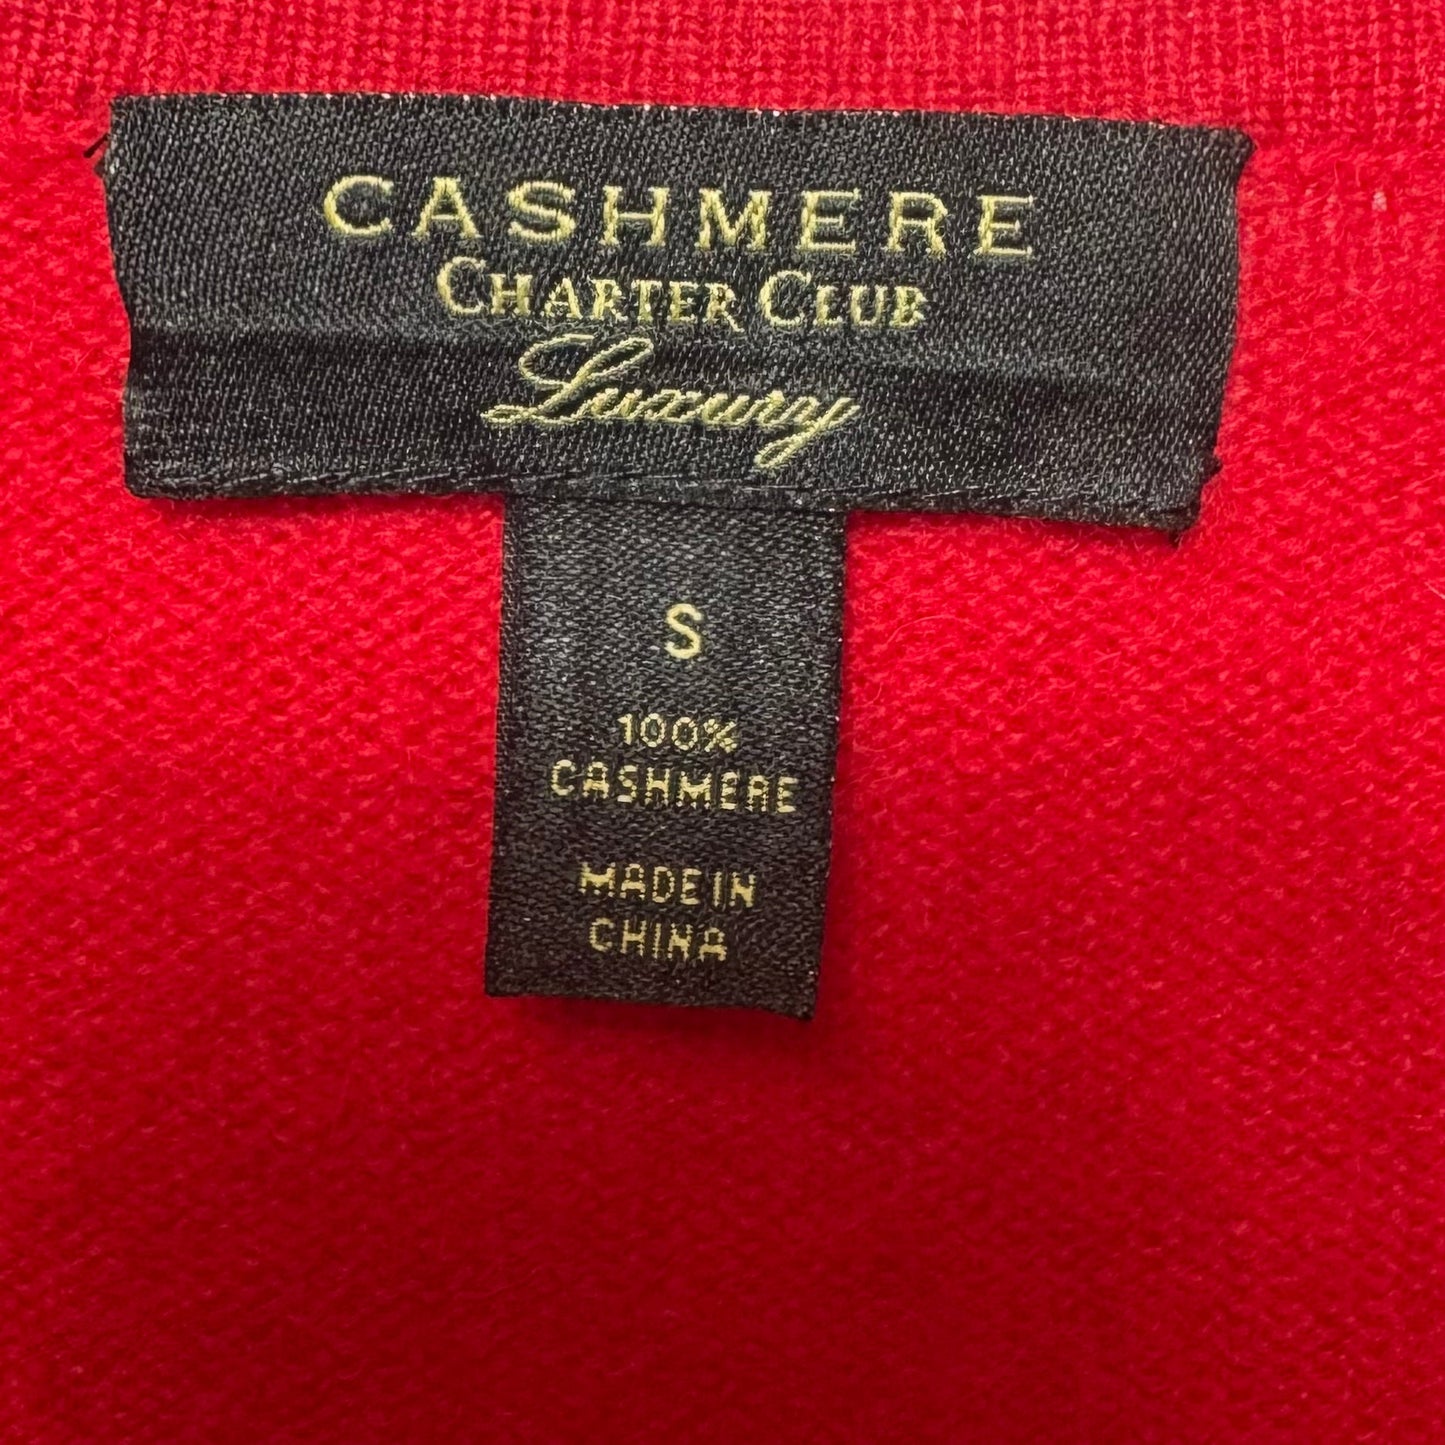 CASHMERE
CHARTER CLUB
Luxury
S
100%
CASHMERE
MADE IN
CHINA